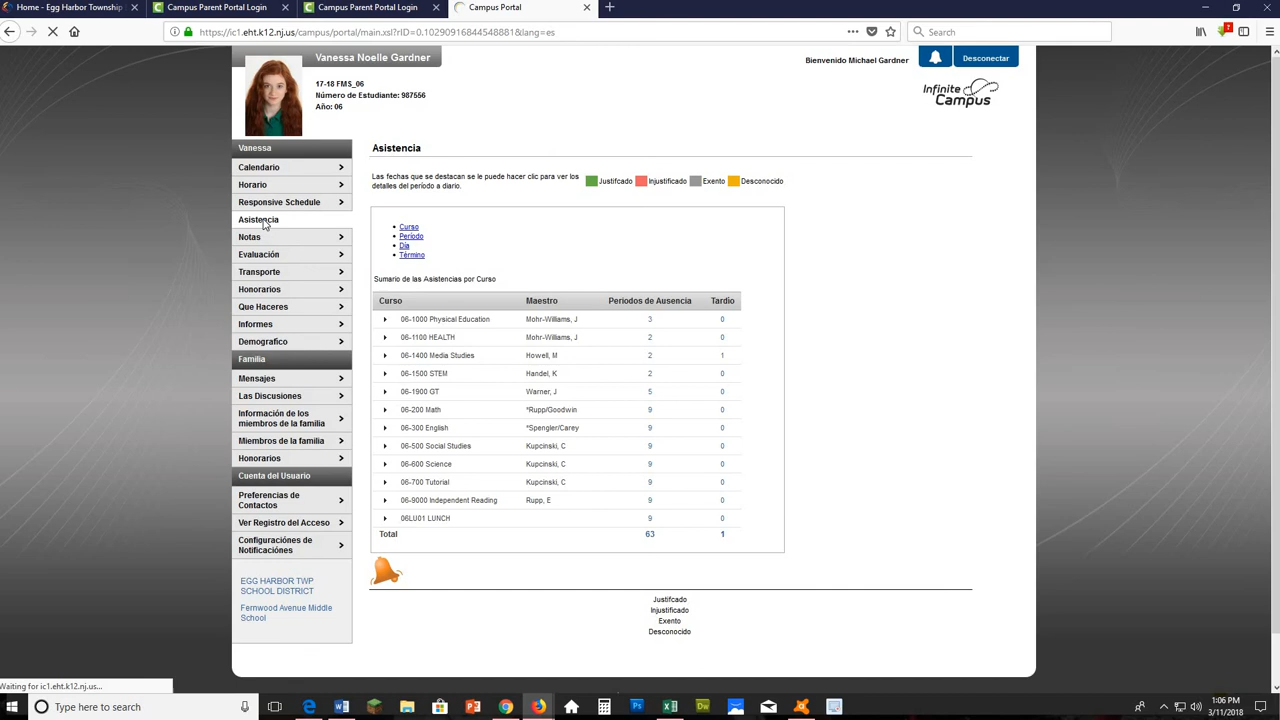 Home - Egg Harbor Township
Campus Parent Portal Login
Campus Parent Portal Login
Campus Portal
https://ic1.eht.k12.nj.us/campus/portal/main.xsl?rID=0.10290916844548881&lang=es
Search
Vanessa Noelle Gardner
Bienvenido Michael Gardner
Desconectar
17-18 FMS_06
Número de Estudiante: 987556
Año: 06
Infinite Campus
Vanessa
Calendario
Horario
Responsive Schedule
Asistencia
Notas
Evaluación
Transporte
Honorarios
Que Haceres
Informes
Demografico
Familia
Mensajes
Las Discusiones
Información de los
miembros de la familia
Miembros de la familia
Honorarios
Cuenta del Usuario
Preferencias de
Contactos
Ver Registro del Acceso
Configuraciónes de
Notificaciónes
EGG HARBOR TWP
SCHOOL DISTRICT
Fernwood Avenue Middle
School
Asistencia
Las fechas que se destacan se le puede hacer clic para ver los
detalles del período a diario.
Justifcado Injustificado Exento Desconocido
Curso
Período
Día
Término
Sumario de las Asistencias por Curso
Curso Maestro Periodos de Ausencia Tardio
06-1000 Physical Education Mohr-Williams, J 3 0
06-1100 HEALTH Mohr-Williams, J 2 0
06-1400 Media Studies Howell, M 2 1
06-1500 STEM Handel, K 2 0
06-1900 GT Warner, J 5 0
06-200 Math *Rupp/Goodwin 9 0
06-300 English *Spengler/Carey 9 0
06-500 Social Studies Kupcinski, C 9 0
06-600 Science Kupcinski, C 9 0
06-700 Tutorial Kupcinski, C 9 0
06-9000 Independent Reading Rupp, E 9 0
06LU01 LUNCH 9 0
Total 63 1
Justifcado
Injustificado
Exento
Desconocido
Waiting for ic1.eht.k12.nj.us...
Type here to search
1:06 PM
3/11/2018